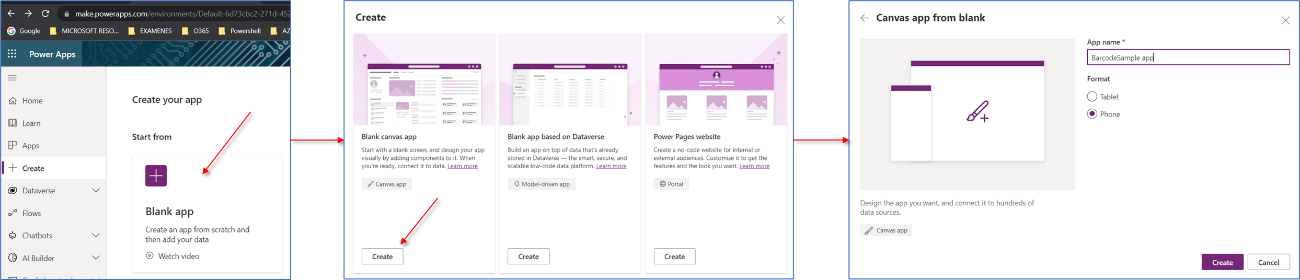 make.powerapps.com/environments/Default-6d73cbc2-271d-452
Google
MICROSOFT RESO...
EXAMENES
O365
Powershell
AZ
Power Apps
Home
Learn
Apps
Create
Dataverse
Flows
Chatbots
AI Builder
Create your app
Start from
Blank app
Create an app from scratch and
then add your data
Watch video
Create
Blank canvas app
Start with a blank screen, and design your app
visually by adding components to it. When
you're ready, connect it to data. Learn more
Canvas app
Create
Blank app based on Dataverse
Build an app on top of data that's already
stored in Dataverse — the smart, secure, and
scalable low-code data platform. Learn more
Model-driven app
Create
Power Pages website
Create a no-code website for internal or
external audiences. Customize it to get the
features and the look you want. Learn more
Portal
Create
Canvas app from blank
Design the app you want, and connect it to hundreds of
data sources.
Canvas app
App name *
BarcodeSample app
Format
Tablet
Phone
Create
Cancel